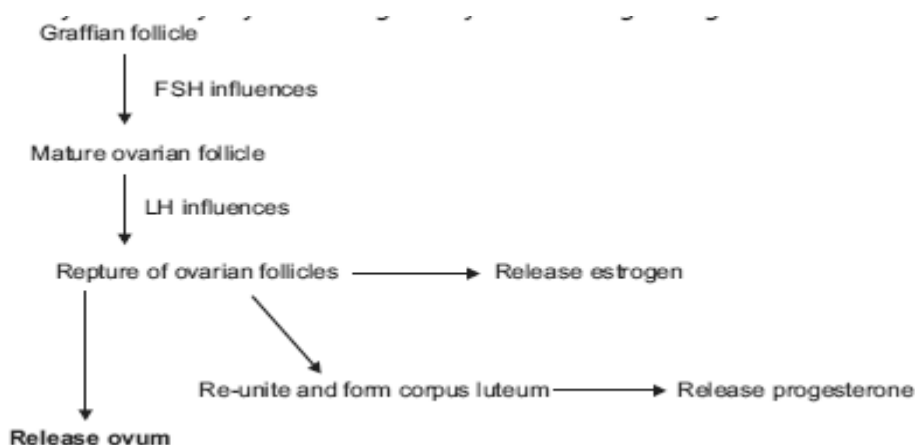 Graffian follicle
FSH influences
Mature ovarian follicle
LH influences
Repture of ovarian follicles
Release estrogen
Re-unite and form corpus luteum
Release progesterone
Release ovum